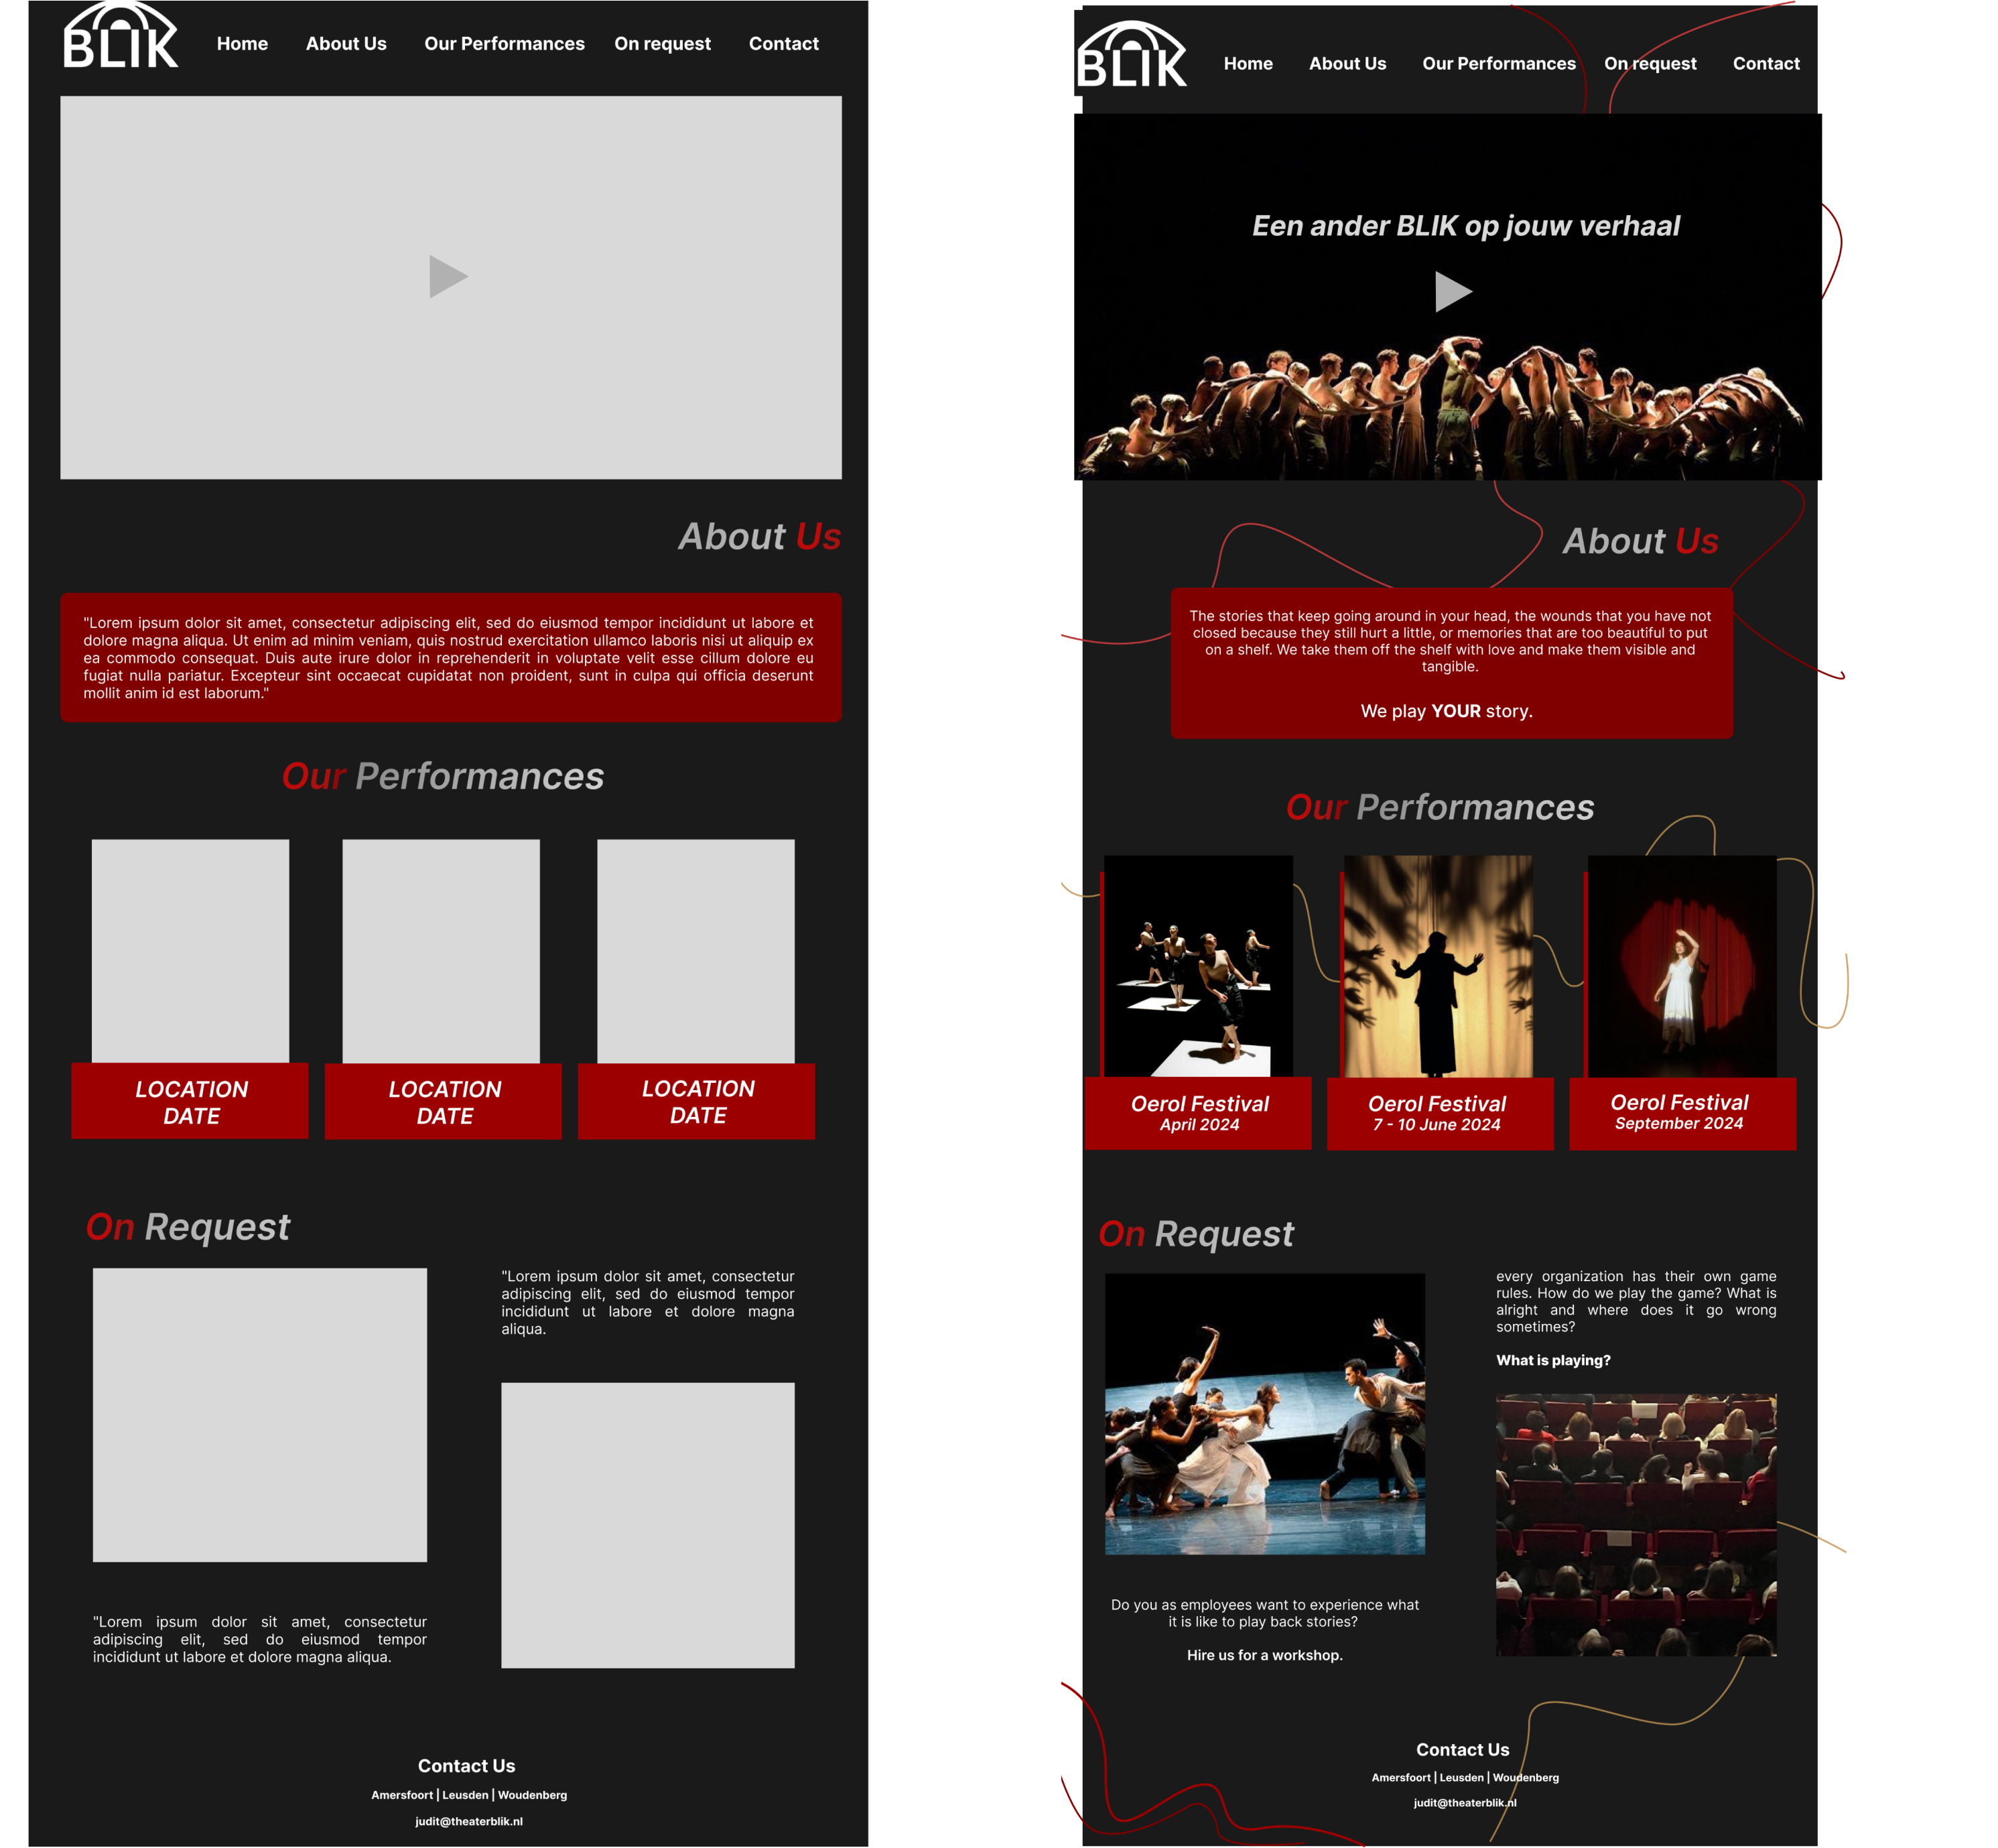 BLIK
Home About Us Our Performances On request Contact
About Us
"Lorem ipsum dolor sit amet, consectetur adipiscing elit, sed do eiusmod tempor incididunt ut labore et
dolore magna aliqua. Ut enim ad minim veniam, quis nostrud exercitation ullamco laboris nisi ut aliquip ex
ea commodo consequat. Duis aute irure dolor in reprehenderit in voluptate velit esse cillum dolore eu
fugiat nulla pariatur. Excepteur sint occaecat cupidatat non proident, sunt in culpa qui officia deserunt
mollit anim id est laborum."
Our Performances
LOCATION
DATE
LOCATION
DATE
LOCATION
DATE
On Request
"Lorem ipsum dolor sit amet, consectetur
adipiscing elit, sed do eiusmod tempor
incididunt ut labore et dolore magna
aliqua.
"Lorem ipsum dolor sit amet, consectetur
adipiscing elit, sed do eiusmod tempor
incididunt ut labore et dolore magna aliqua.
Contact Us
Amersfoort | Leusden | Woudenberg
judit@theaterblik.nl
BLIK
Home About Us Our Performances On request Contact
Een ander BLIK op jouw verhaal
About Us
The stories that keep going around in your head, the wounds that you have not
closed because they still hurt a little, or memories that are too beautiful to put
on a shelf. We take them off the shelf with love and make them visible and
tangible.
We play YOUR story.
Our Performances
Oerol Festival
April 2024
Oerol Festival
7 - 10 June 2024
Oerol Festival
September 2024
On Request
every organization has their own game
rules. How do we play the game? What is
alright and where does it go wrong
sometimes?
What is playing?
Do you as employees want to experience what
it is like to play back stories?
Hire us for a workshop.
Contact Us
Amersfoort | Leusden | Woudenberg
judit@theaterblik.nl